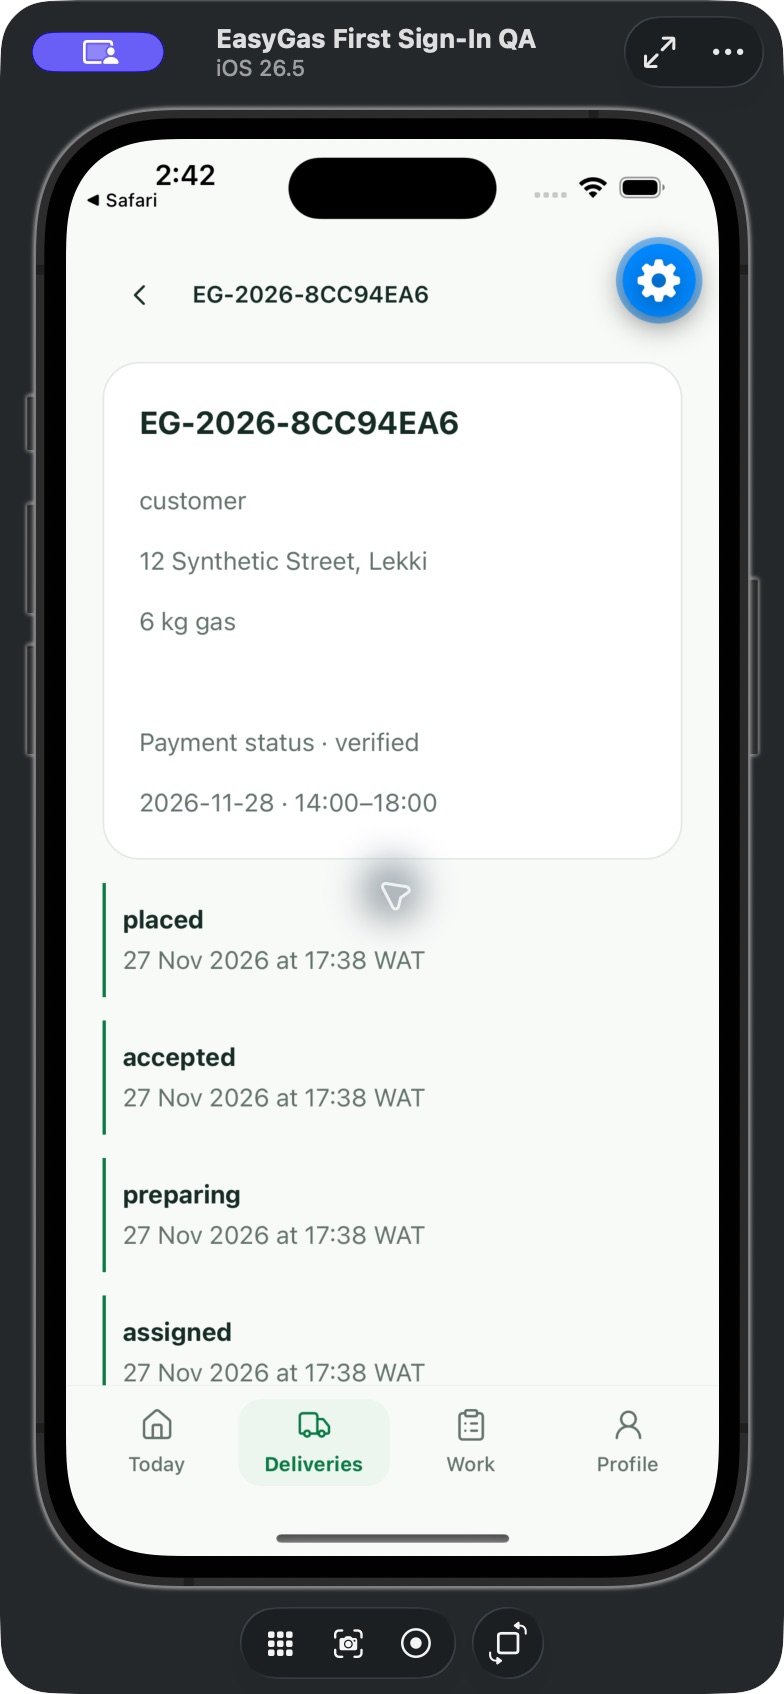 EasyGas First Sign-In QA
iOS 26.5
2:42
Safari
EG-2026-8CC94EA6
EG-2026-8CC94EA6
customer
12 Synthetic Street, Lekki
6 kg gas
Payment status · verified
2026-11-28 · 14:00–18:00
placed
27 Nov 2026 at 17:38 WAT
accepted
27 Nov 2026 at 17:38 WAT
preparing
27 Nov 2026 at 17:38 WAT
assigned
27 Nov 2026 at 17:38 WAT
Today
Deliveries
Work
Profile